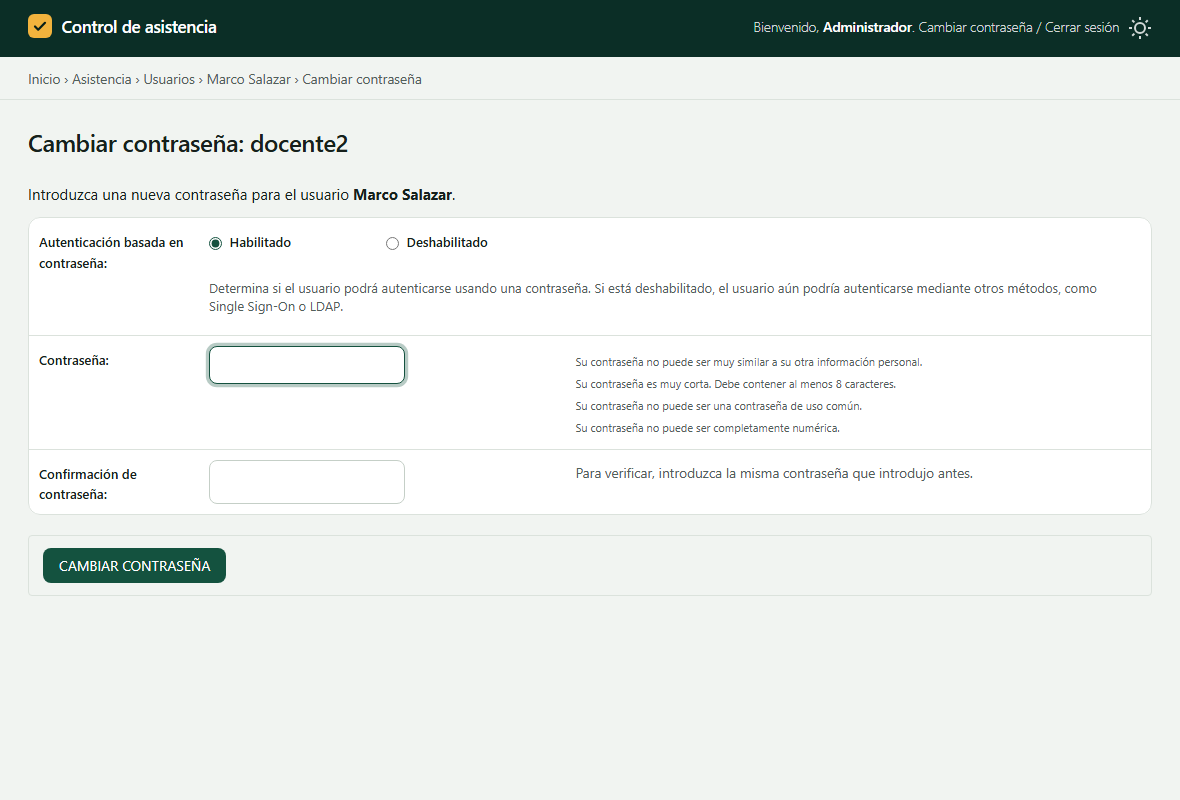 Control de asistencia
Bienvenido, Administrador. Cambiar contraseña / Cerrar sesión
Inicio › Asistencia › Usuarios › Marco Salazar › Cambiar contraseña
Cambiar contraseña: docente2
Introduzca una nueva contraseña para el usuario Marco Salazar.
Autenticación basada en
contraseña:
Habilitado
Deshabilitado
Determina si el usuario podrá autenticarse usando una contraseña. Si está deshabilitado, el usuario aún podría autenticarse mediante otros métodos, como
Single Sign-On o LDAP.
Contraseña:
Su contraseña no puede ser muy similar a su otra información personal.
Su contraseña es muy corta. Debe contener al menos 8 caracteres.
Su contraseña no puede ser una contraseña de uso común.
Su contraseña no puede ser completamente numérica.
Confirmación de
contraseña:
Para verificar, introduzca la misma contraseña que introdujo antes.
CAMBIAR CONTRASEÑA